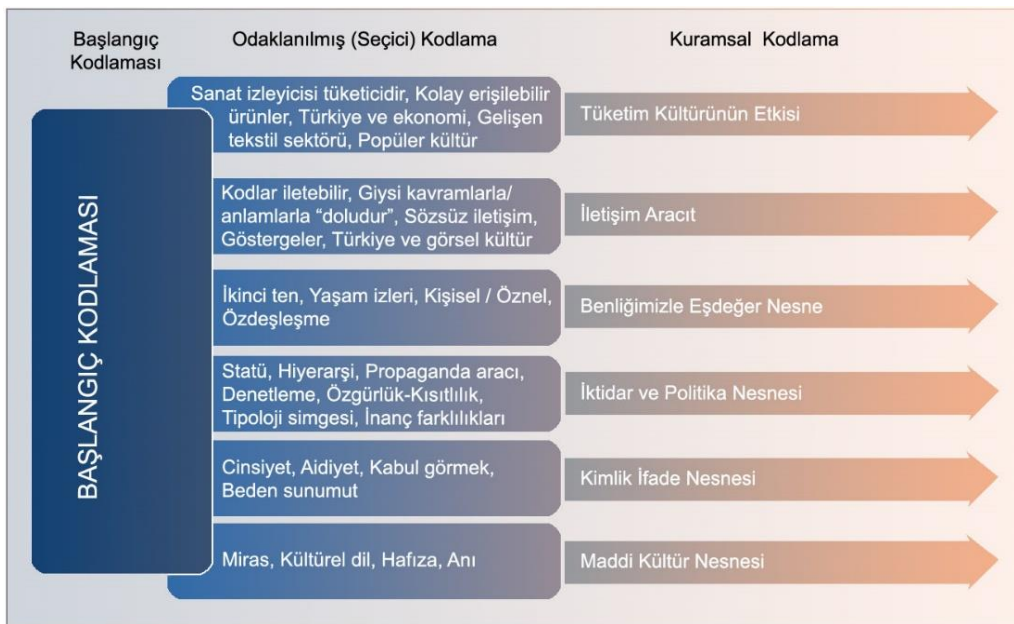 Başlangıç
Kodlaması
Odaklanılmış (Seçici) Kodlama
Kuramsal Kodlama
BAŞLANGIÇ KODLAMASI
Sanat izleyicisi tüketicidir, Kolay erişilebilir
ürünler, Türkiye ve ekonomi, Gelişen
tekstil sektörü, Popüler kültür
Tüketim Kültürünün Etkisi
Kodlar iletebilir, Giysi kavramlarla/
anlamlarla “doludur”, Sözsüz iletişim,
Göstergeler, Türkiye ve görsel kültür
İletişim Aracıt
İkinci ten, Yaşam izleri, Kişisel / Öznel,
Özdeşleşme
Benliğimizle Eşdeğer Nesne
Statü, Hiyerarşi, Propaganda aracı,
Denetleme, Özgürlük-Kısıtlılık,
Tipoloji simgesi, İnanç farklılıkları
İktidar ve Politika Nesnesi
Cinsiyet, Aidiyet, Kabul görmek,
Beden sunumut
Kimlik İfade Nesnesi
Miras, Kültürel dil, Hafıza, Anı
Maddi Kültür Nesnesi